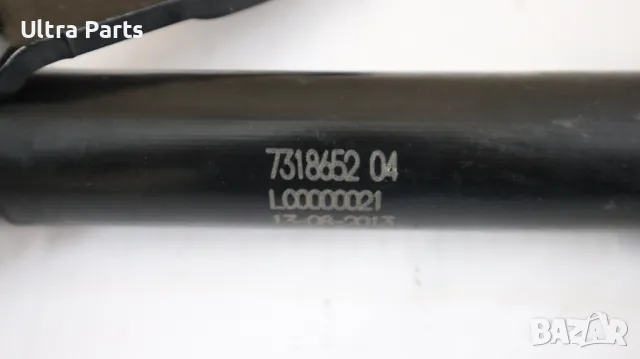 Ultra Parts
7318652 04
L00000021
13-08-2013
BAZAR